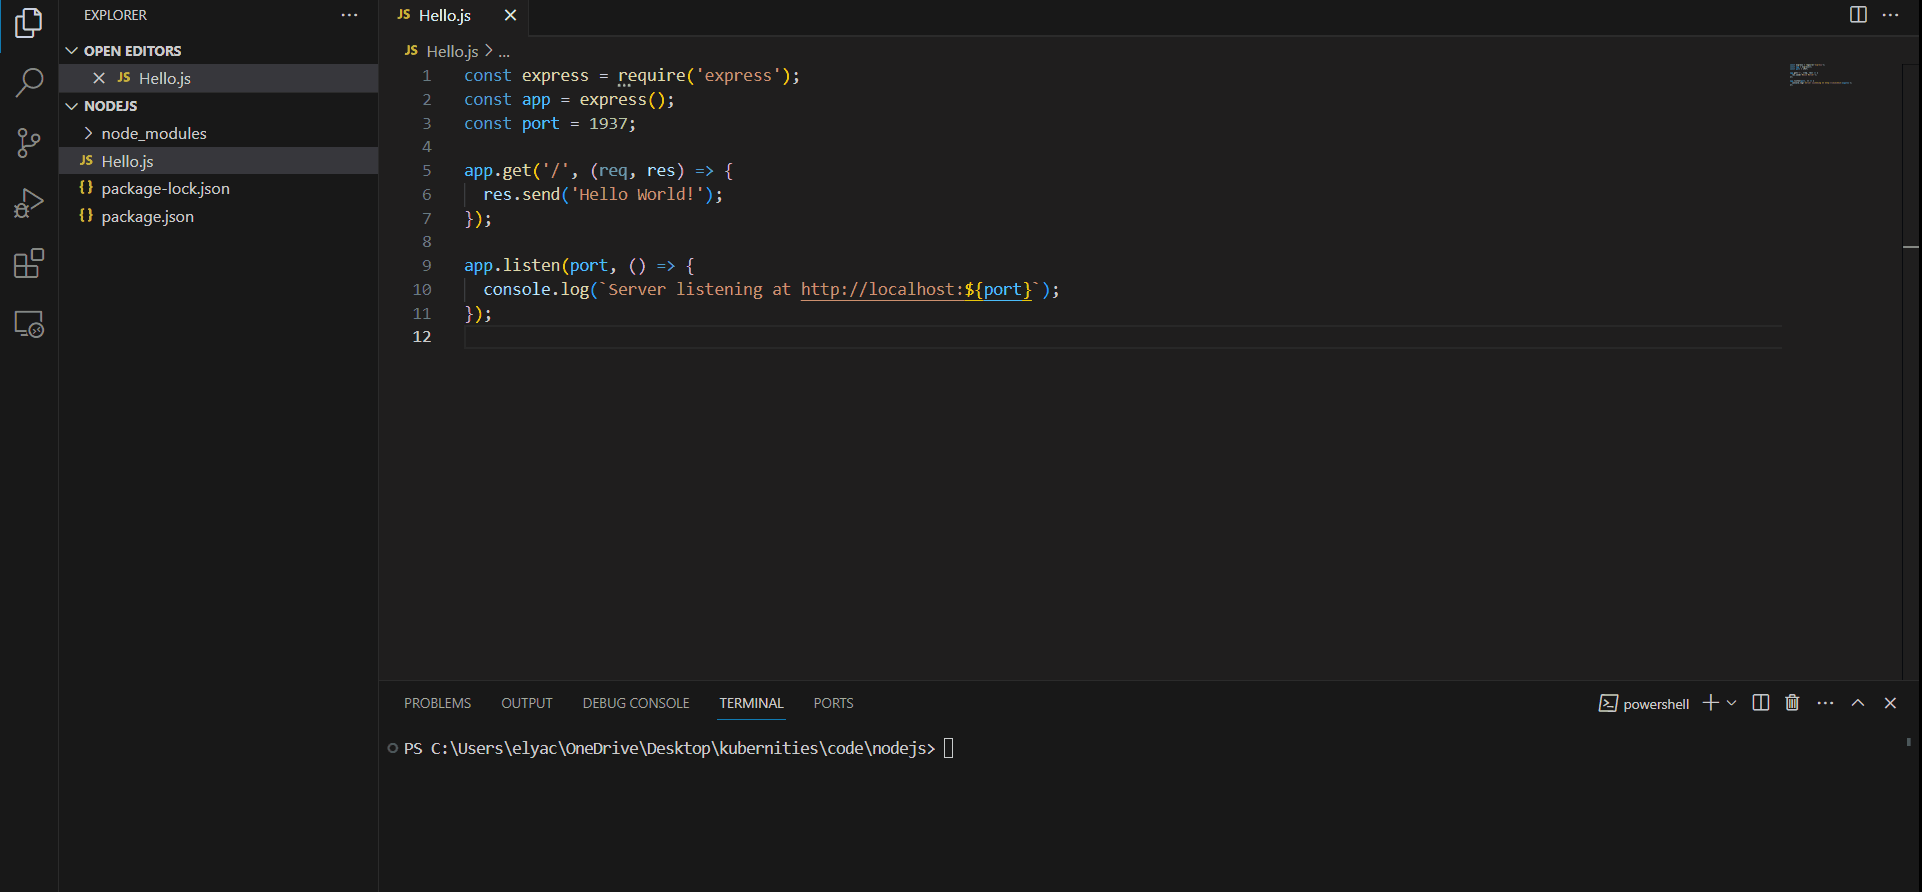 EXPLORER
OPEN EDITORS
JS Hello.js
NODEJS
node_modules
JS Hello.js
{} package-lock.json
{} package.json
JS Hello.js
JS Hello.js > ...
1 const express = require('express');
2 const app = express();
3 const port = 1937;
4
5 app.get('/', (req, res) => {
6 res.send('Hello World!');
7 });
8
9 app.listen(port, () => {
10 console.log(`Server listening at http://localhost:${port}`);
11 });
12
PROBLEMS OUTPUT DEBUG CONSOLE TERMINAL PORTS
powershell
PS C:\Users\elyac\OneDrive\Desktop\kubernities\code\nodejs>